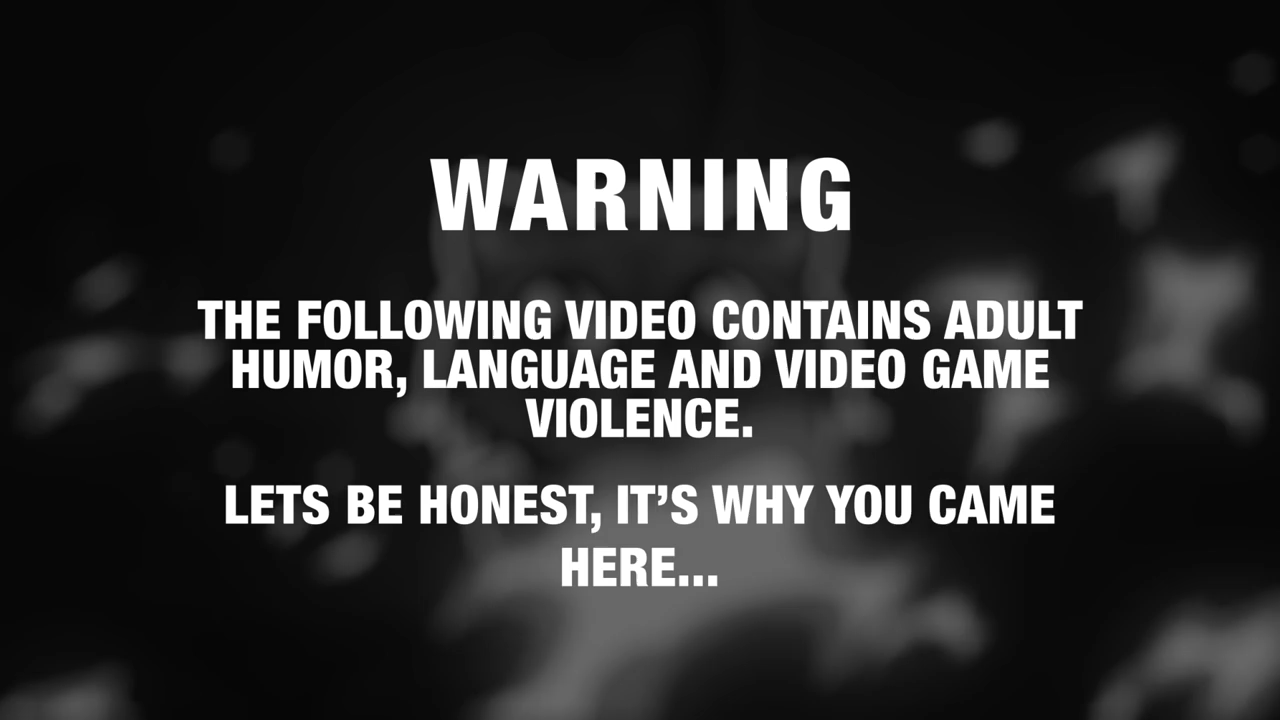 WARNING
THE FOLLOWING VIDEO CONTAINS ADULT
HUMOR, LANGUAGE AND VIDEO GAME
VIOLENCE.
LETS BE HONEST, IT’S WHY YOU CAME
HERE...